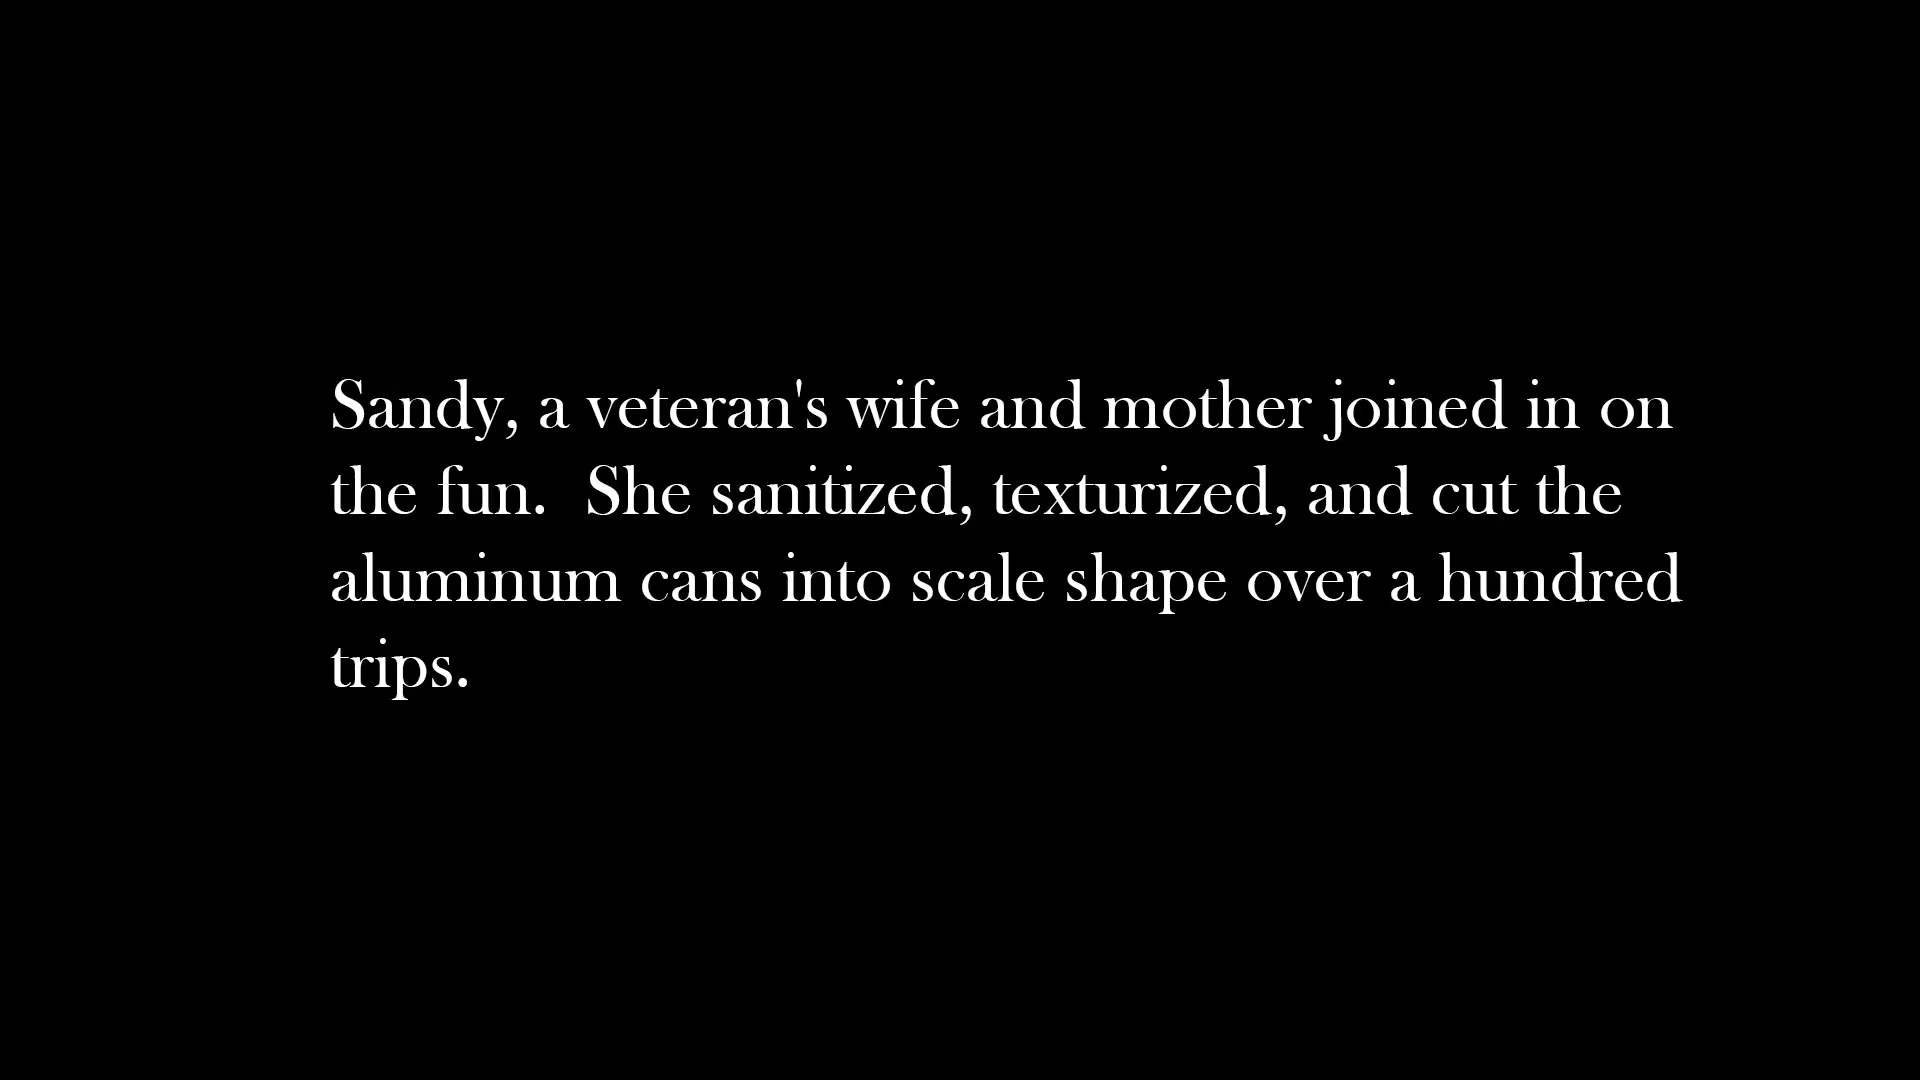 Sandy, a veteran's wife and mother joined in on
the fun.  She sanitized, texturized, and cut the
aluminum cans into scale shape over a hundred
trips.